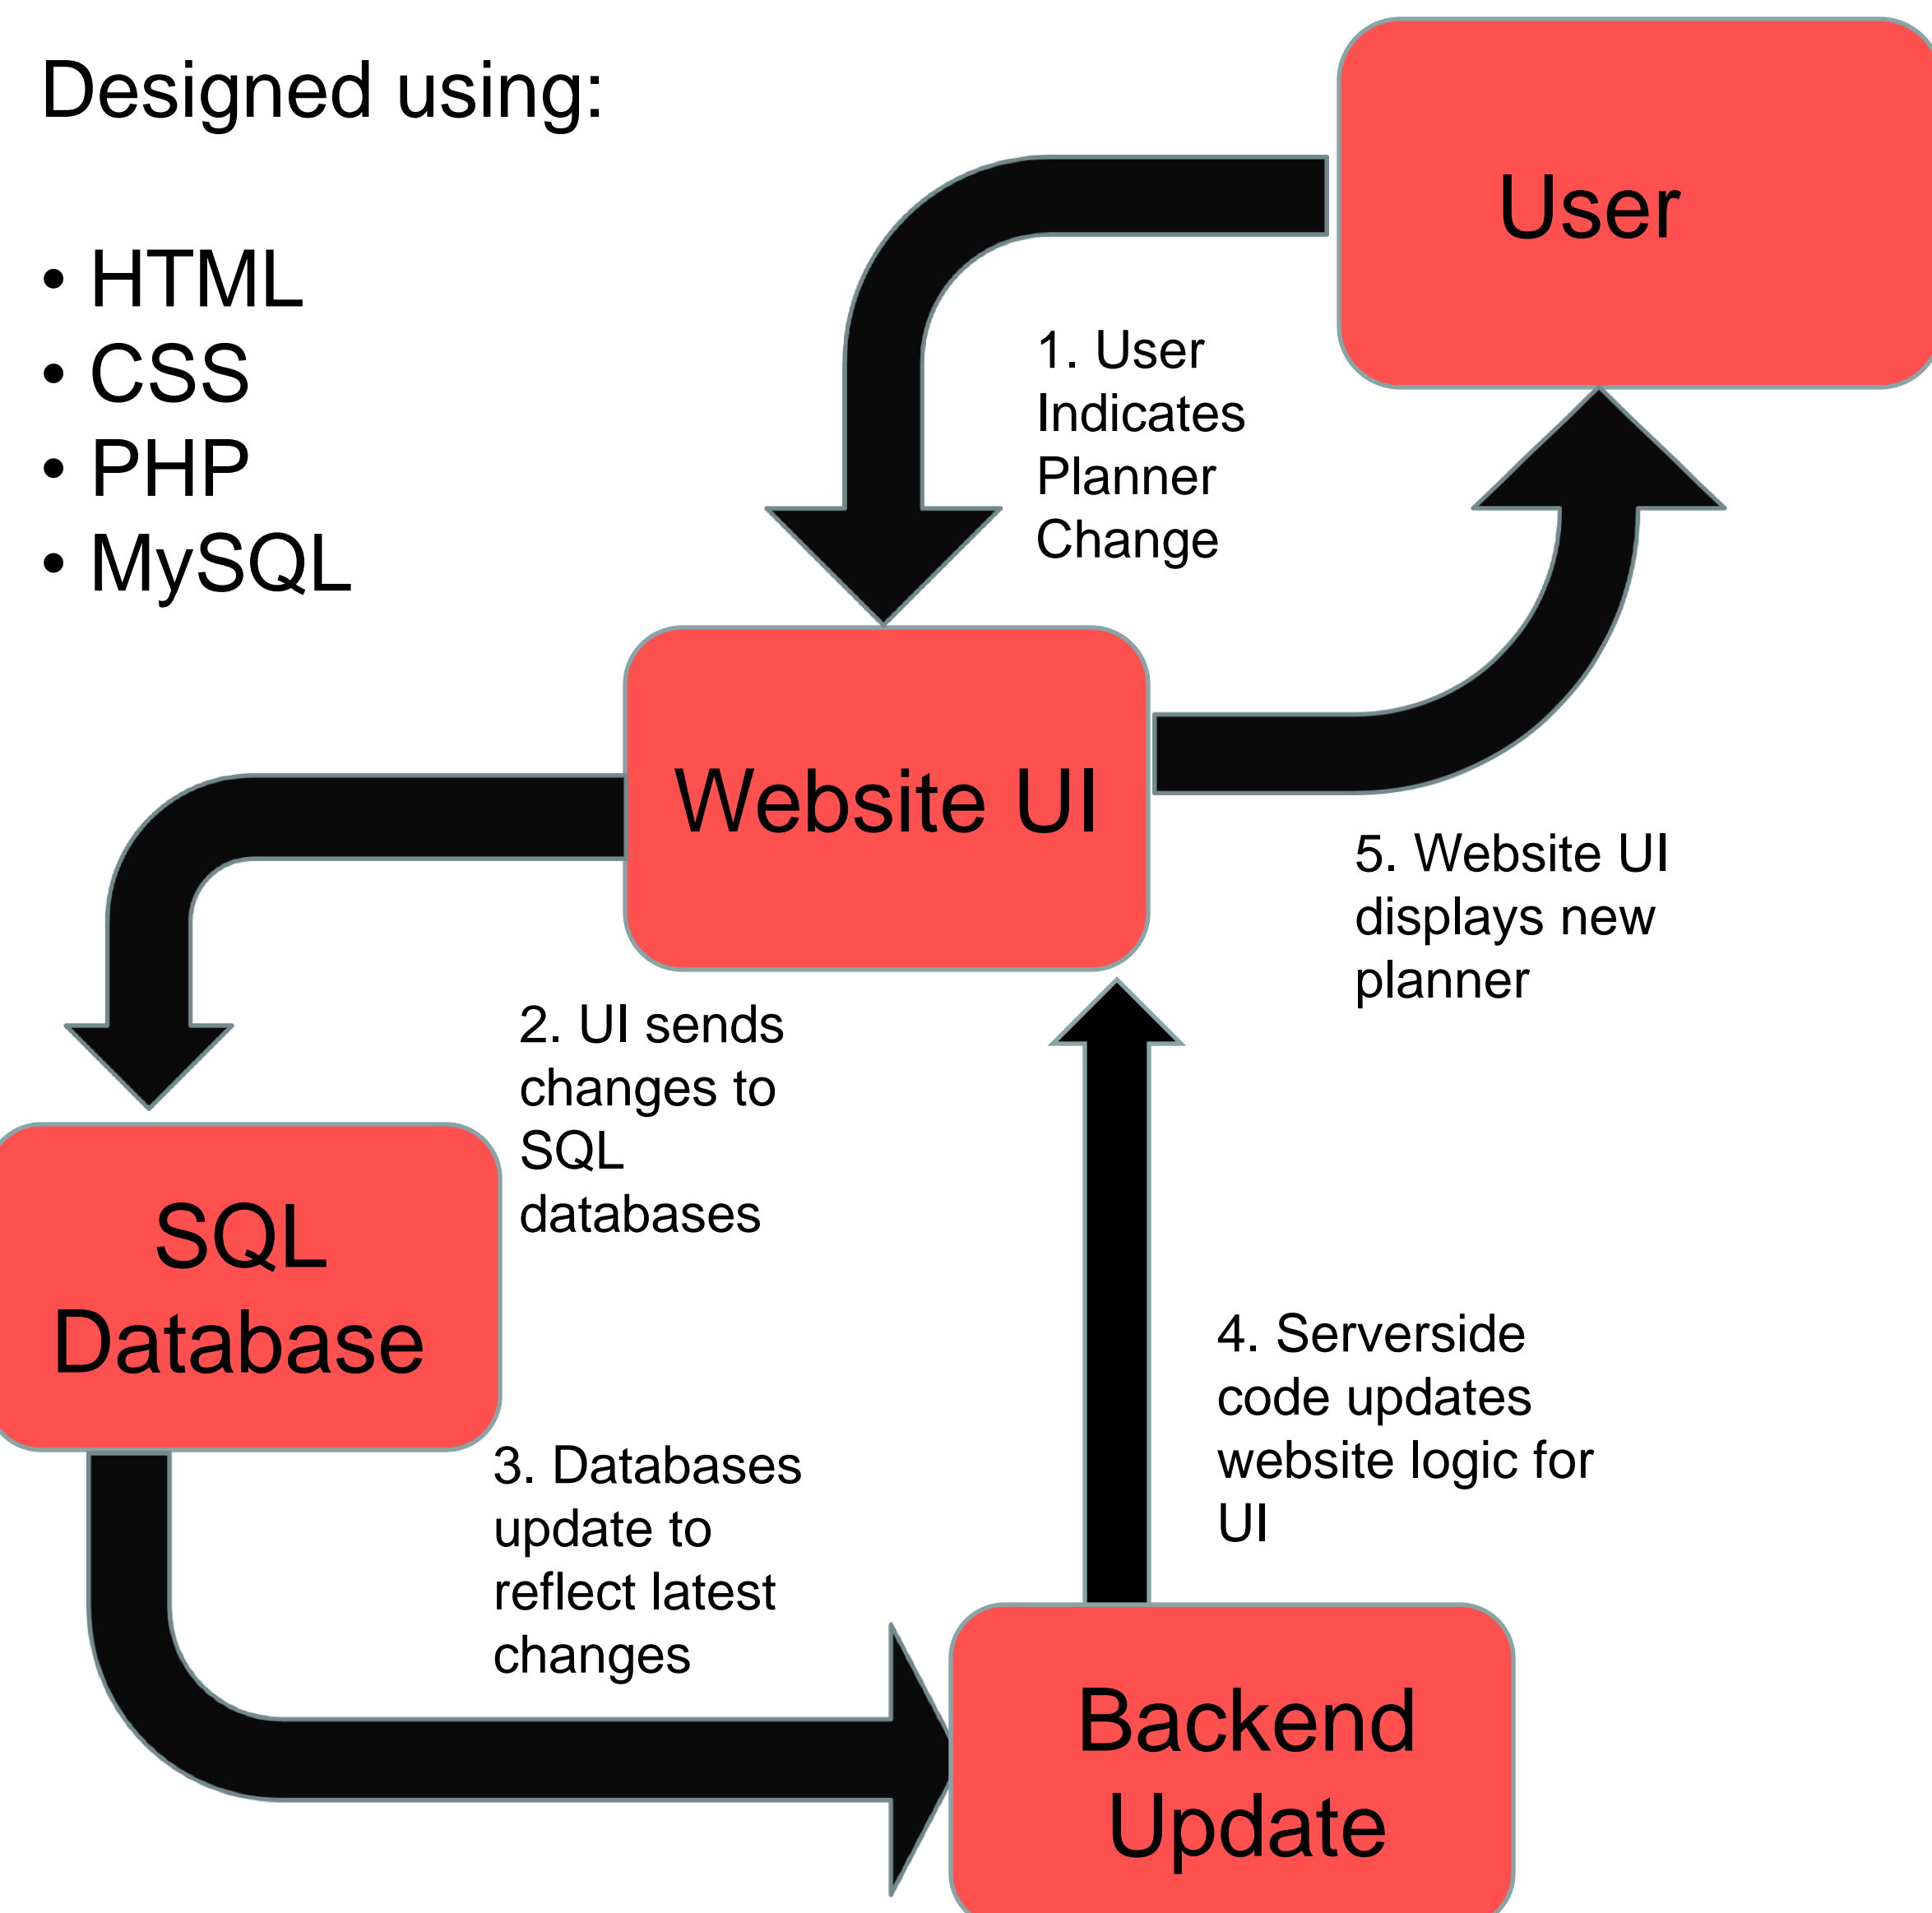 Designed using:
• HTML
• CSS
• PHP
• MySQL
User
1. User
Indicates
Planner
Change
Website UI
5. Website UI
displays new
planner
2. UI sends
changes to
SQL
databases
SQL
Database
3. Databases
update to
reflect latest
changes
4. Serverside
code updates
website logic for
UI
Backend
Update